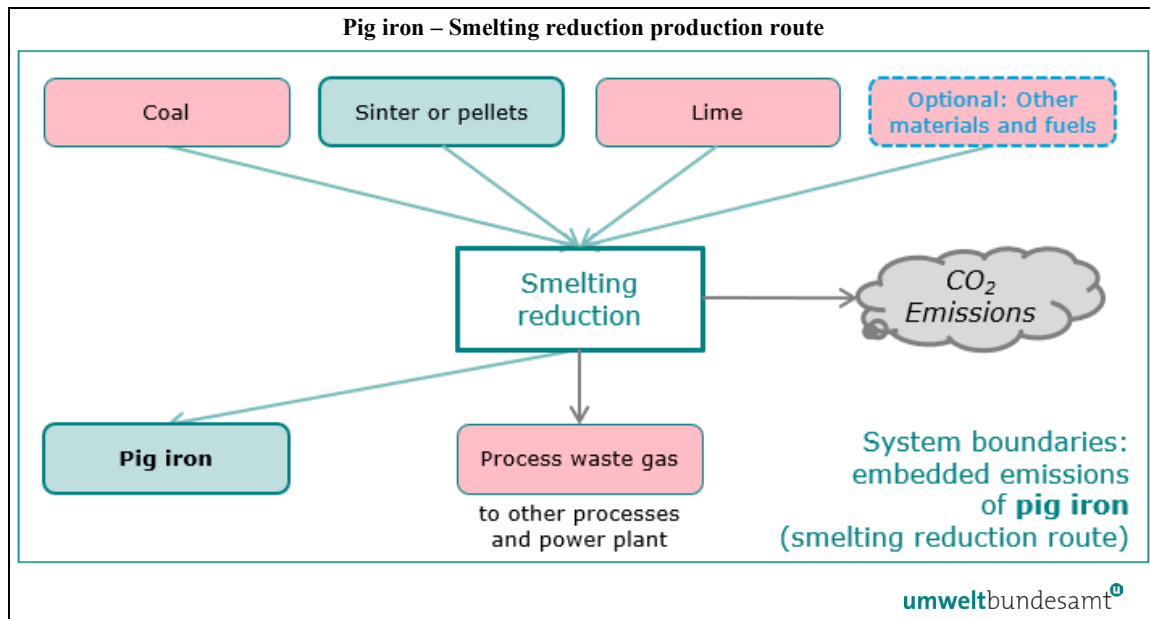 Pig iron – Smelting reduction production route
Coal
Sinter or pellets
Lime
Optional: Other
materials and fuels
Smelting
reduction
CO₂
Emissions
Pig iron
Process waste gas
to other processes
and power plant
System boundaries:
embedded emissions
of pig iron
(smelting reduction route)
umweltbundesamt u